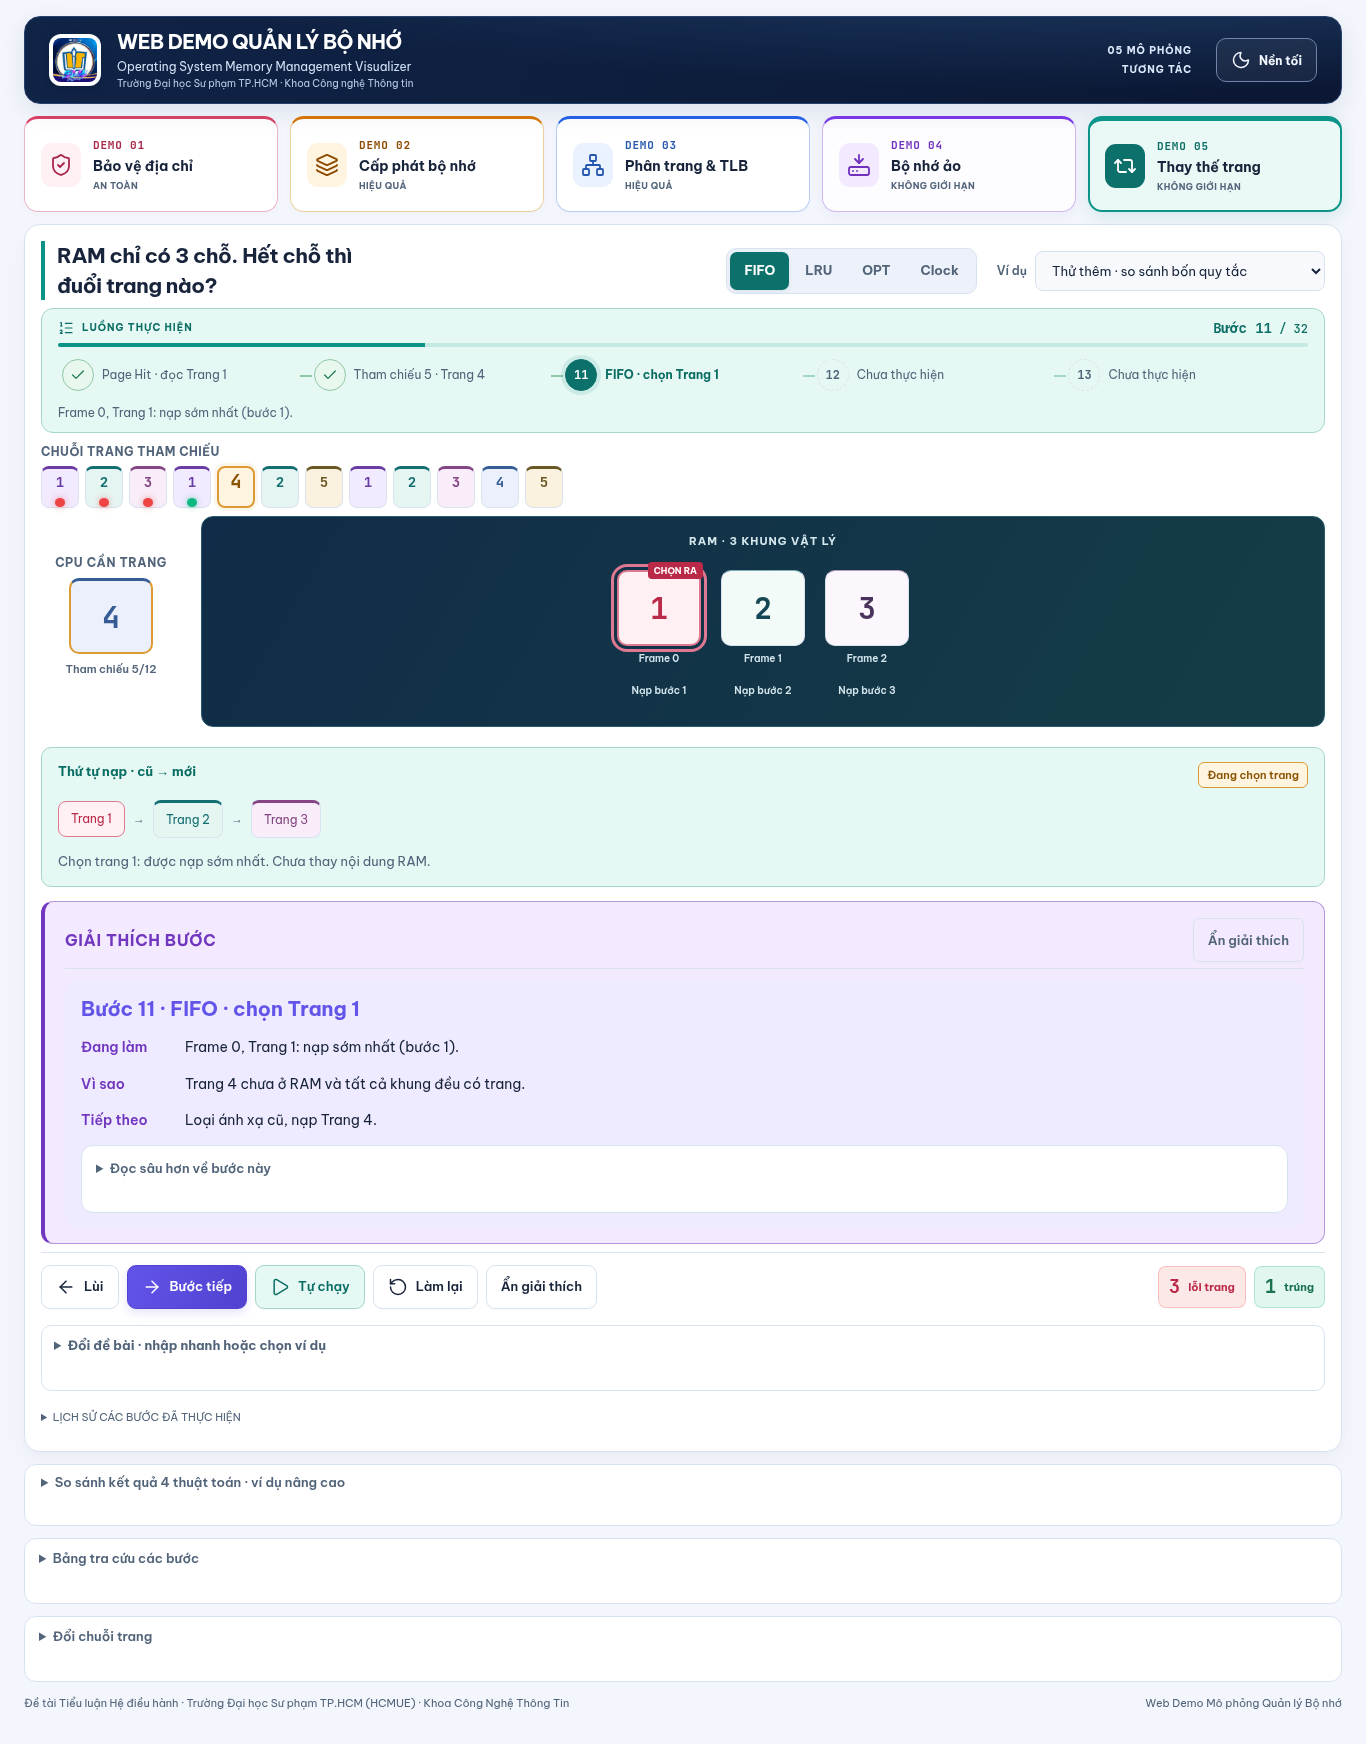 WEB DEMO QUẢN LÝ BỘ NHỚ
Operating System Memory Management Visualizer
Trường Đại học Sư phạm TP.HCM · Khoa Công nghệ Thông tin
05 MÔ PHỎNG
TƯƠNG TÁC
Nền tối
DEMO 01
Bảo vệ địa chỉ
AN TOÀN
DEMO 02
Cấp phát bộ nhớ
HIỆU QUẢ
DEMO 03
Phân trang & TLB
HIỆU QUẢ
DEMO 04
Bộ nhớ ảo
KHÔNG GIỚI HẠN
DEMO 05
Thay thế trang
KHÔNG GIỚI HẠN
RAM chỉ có 3 chỗ. Hết chỗ thì
đuổi trang nào?
FIFO LRU OPT Clock
Ví dụ
Thử thêm · so sánh bốn quy tắc
LUỒNG THỰC HIỆN
Bước 11 / 32
Page Hit · đọc Trang 1
Tham chiếu 5 · Trang 4
11 FIFO · chọn Trang 1
12 Chưa thực hiện
13 Chưa thực hiện
Frame 0, Trang 1: nạp sớm nhất (bước 1).
CHUỖI TRANG THAM CHIẾU
1 2 3 1 4 2 5 1 2 3 4 5
CPU CẦN TRANG
4
Tham chiếu 5/12
RAM · 3 KHUNG VẬT LÝ
CHỌN RA
1 2 3
Frame 0 Frame 1 Frame 2
Nạp bước 1 Nạp bước 2 Nạp bước 3
Thứ tự nạp · cũ → mới
Đang chọn trang
Trang 1 → Trang 2 → Trang 3
Chọn trang 1: được nạp sớm nhất. Chưa thay nội dung RAM.
GIẢI THÍCH BƯỚC
Ẩn giải thích
Bước 11 · FIFO · chọn Trang 1
Đang làm Frame 0, Trang 1: nạp sớm nhất (bước 1).
Vì sao Trang 4 chưa ở RAM và tất cả khung đều có trang.
Tiếp theo Loại ánh xạ cũ, nạp Trang 4.
Đọc sâu hơn về bước này
Lùi
Bước tiếp
Tự chạy
Làm lại
Ẩn giải thích
3 lỗi trang
1 trúng
Đổi đề bài · nhập nhanh hoặc chọn ví dụ
LỊCH SỬ CÁC BƯỚC ĐÃ THỰC HIỆN
So sánh kết quả 4 thuật toán · ví dụ nâng cao
Bảng tra cứu các bước
Đổi chuỗi trang
Đề tài Tiểu luận Hệ điều hành · Trường Đại học Sư phạm TP.HCM (HCMUE) · Khoa Công Nghệ Thông Tin
Web Demo Mô phỏng Quản lý Bộ nhớ